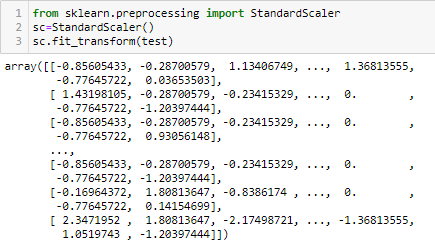 1 from sklearn.preprocessing import StandardScaler
2 sc=StandardScaler()
3 sc.fit_transform(test)
array([[-0.85605433, -0.28700579, 1.13406749, ..., 1.36813555,
-0.77645722, 0.03653503],
[ 1.43198105, -0.28700579, -0.23415329, ..., 0. ,
-0.77645722, -1.20397444],
[-0.85605433, -0.28700579, -0.23415329, ..., 0. ,
-0.77645722, 0.93056148],
...,
[-0.85605433, -0.28700579, -0.23415329, ..., 0. ,
-0.77645722, -1.20397444],
[-0.16964372, 1.80813647, -0.8386174 , ..., 0. ,
-0.77645722, 0.14154699],
[ 2.3471952 , 1.80813647, -2.17498721, ..., -1.36813555,
1.0519743 , -1.20397444]])